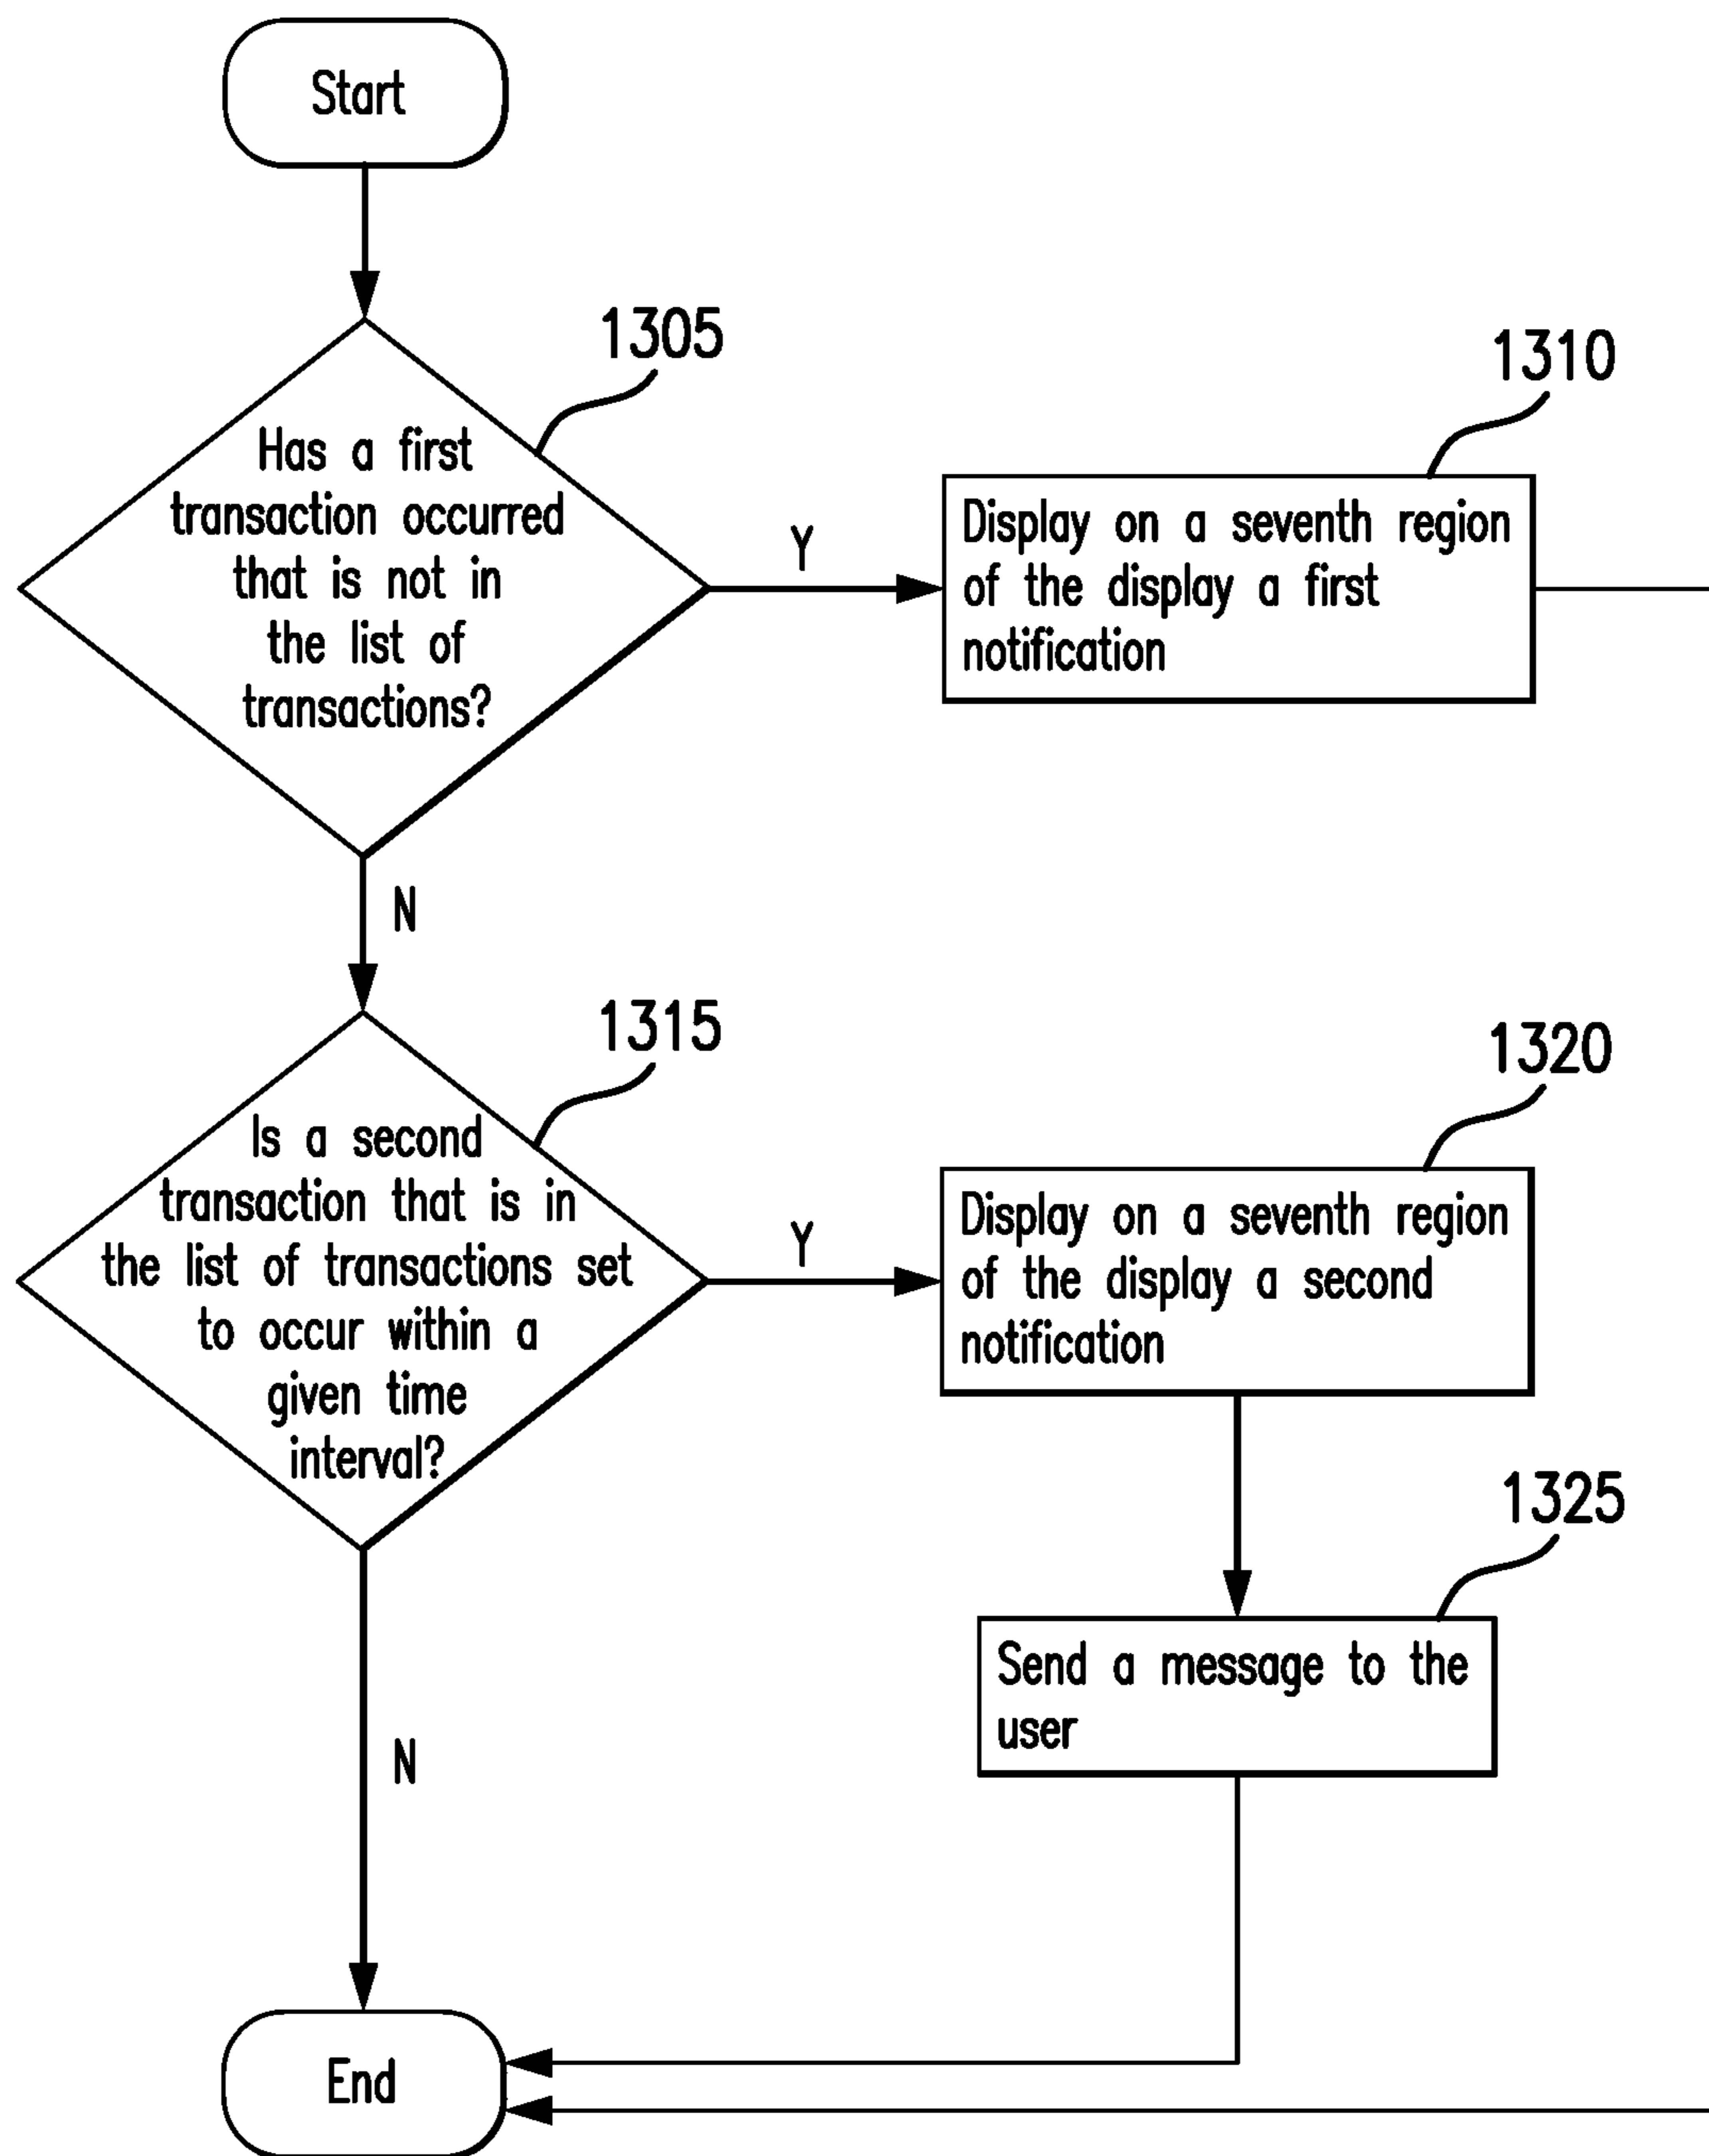 Start
1305
Has a first
transaction occurred
that is not in
the list of
transactions?
Y
1310
Display on a seventh region
of the display a first
notification
N
1315
Is a second
transaction that is in
the list of transactions set
to occur within a
given time
interval?
Y
1320
Display on a seventh region
of the display a second
notification
1325
Send a message to the
user
N
End